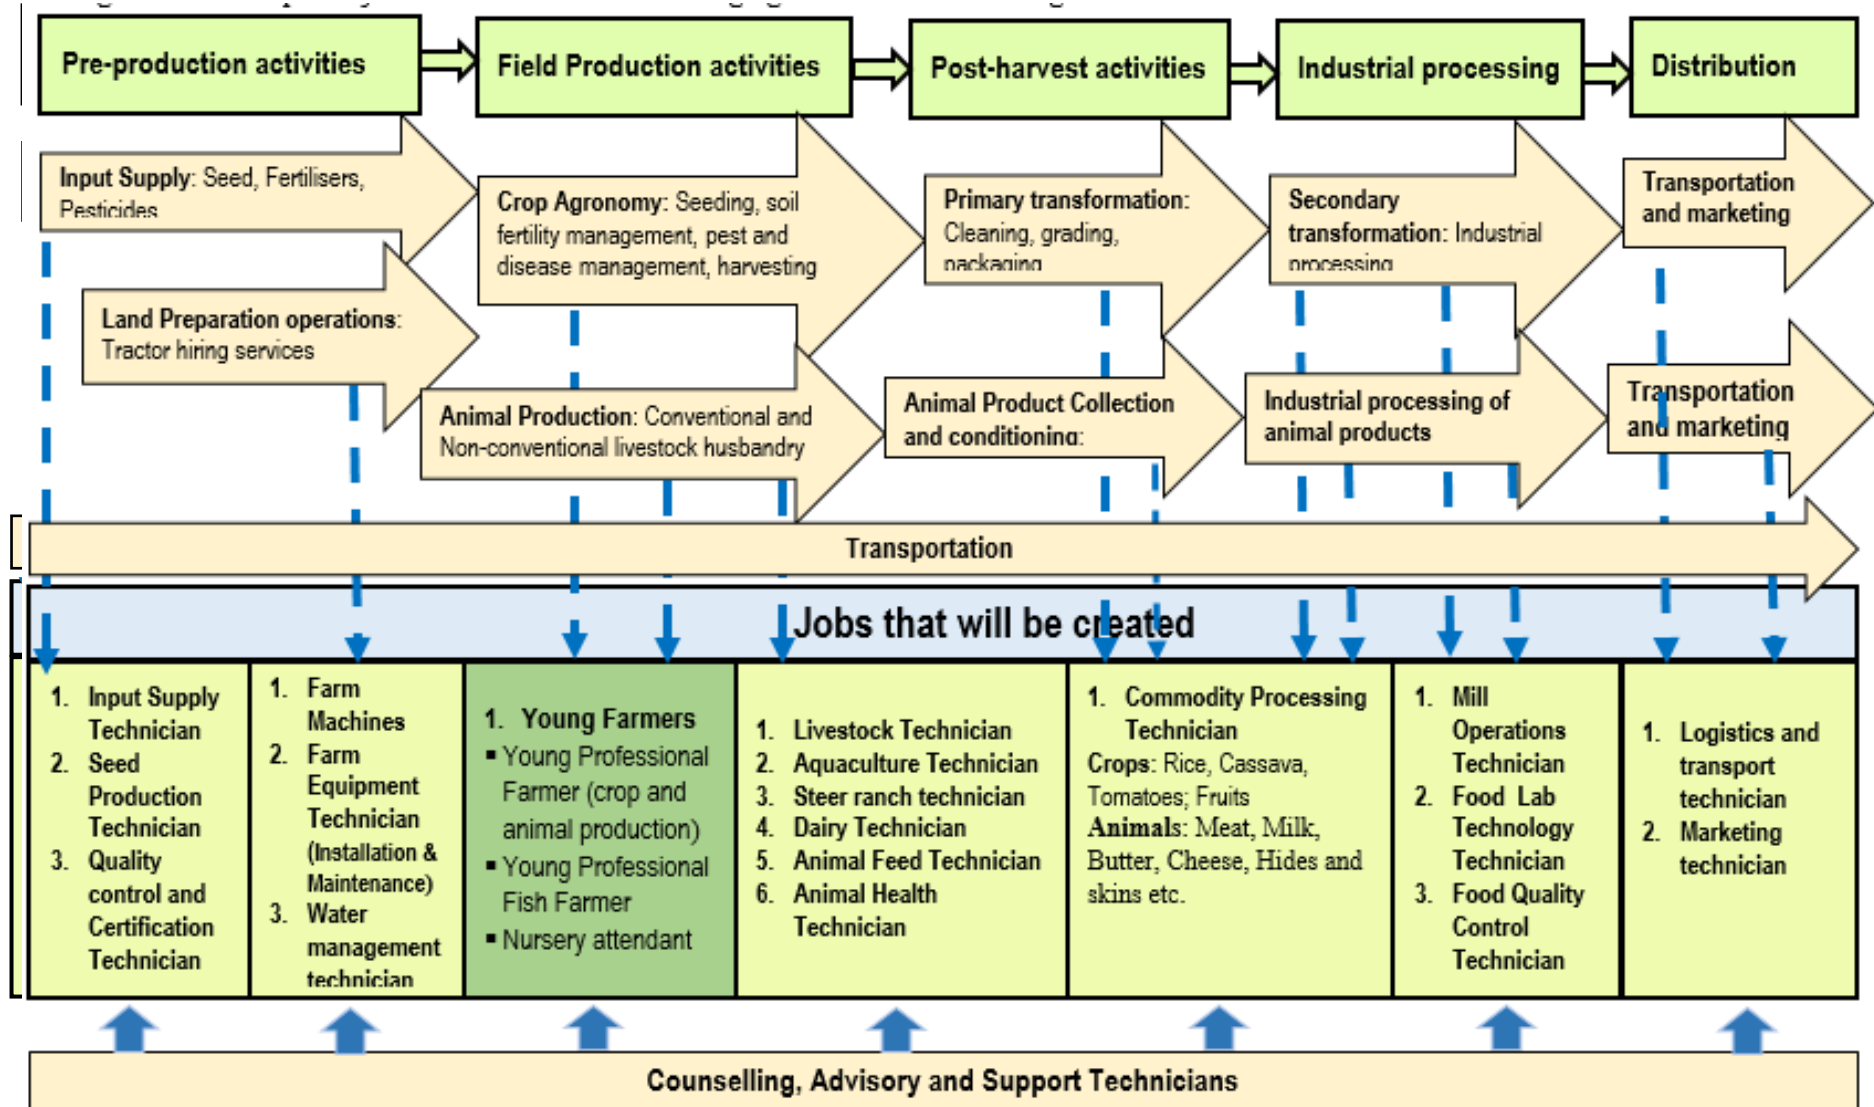 Pre-production activities
Field Production activities
Post-harvest activities
Industrial processing
Distribution
Input Supply: Seed, Fertilisers,
Pesticides
Land Preparation operations:
Tractor hiring services
Crop Agronomy: Seeding, soil
fertility management, pest and
disease management, harvesting
Animal Production: Conventional and
Non-conventional livestock husbandry
Primary transformation:
Cleaning, grading,
packaging
Animal Product Collection
and conditioning:
Secondary
transformation: Industrial
processing
Industrial processing of
animal products
Transportation
and marketing
Transportation
and marketing
Transportation
Jobs that will be created
1. Input Supply
Technician
2. Seed
Production
Technician
3. Quality
control and
Certification
Technician
1. Farm
Machines
2. Farm
Equipment
Technician
(Installation &
Maintenance)
3. Water
management
technician
1. Young Farmers
▪ Young Professional
Farmer (crop and
animal production)
▪ Young Professional
Fish Farmer
▪ Nursery attendant
1. Livestock Technician
2. Aquaculture Technician
3. Steer ranch technician
4. Dairy Technician
5. Animal Feed Technician
6. Animal Health
Technician
1. Commodity Processing
Technician
Crops: Rice, Cassava,
Tomatoes; Fruits
Animals: Meat, Milk,
Butter, Cheese, Hides and
skins etc.
1. Mill
Operations
Technician
2. Food Lab
Technology
Technician
3. Food Quality
Control
Technician
1. Logistics and
transport
technician
2. Marketing
technician
Counselling, Advisory and Support Technicians